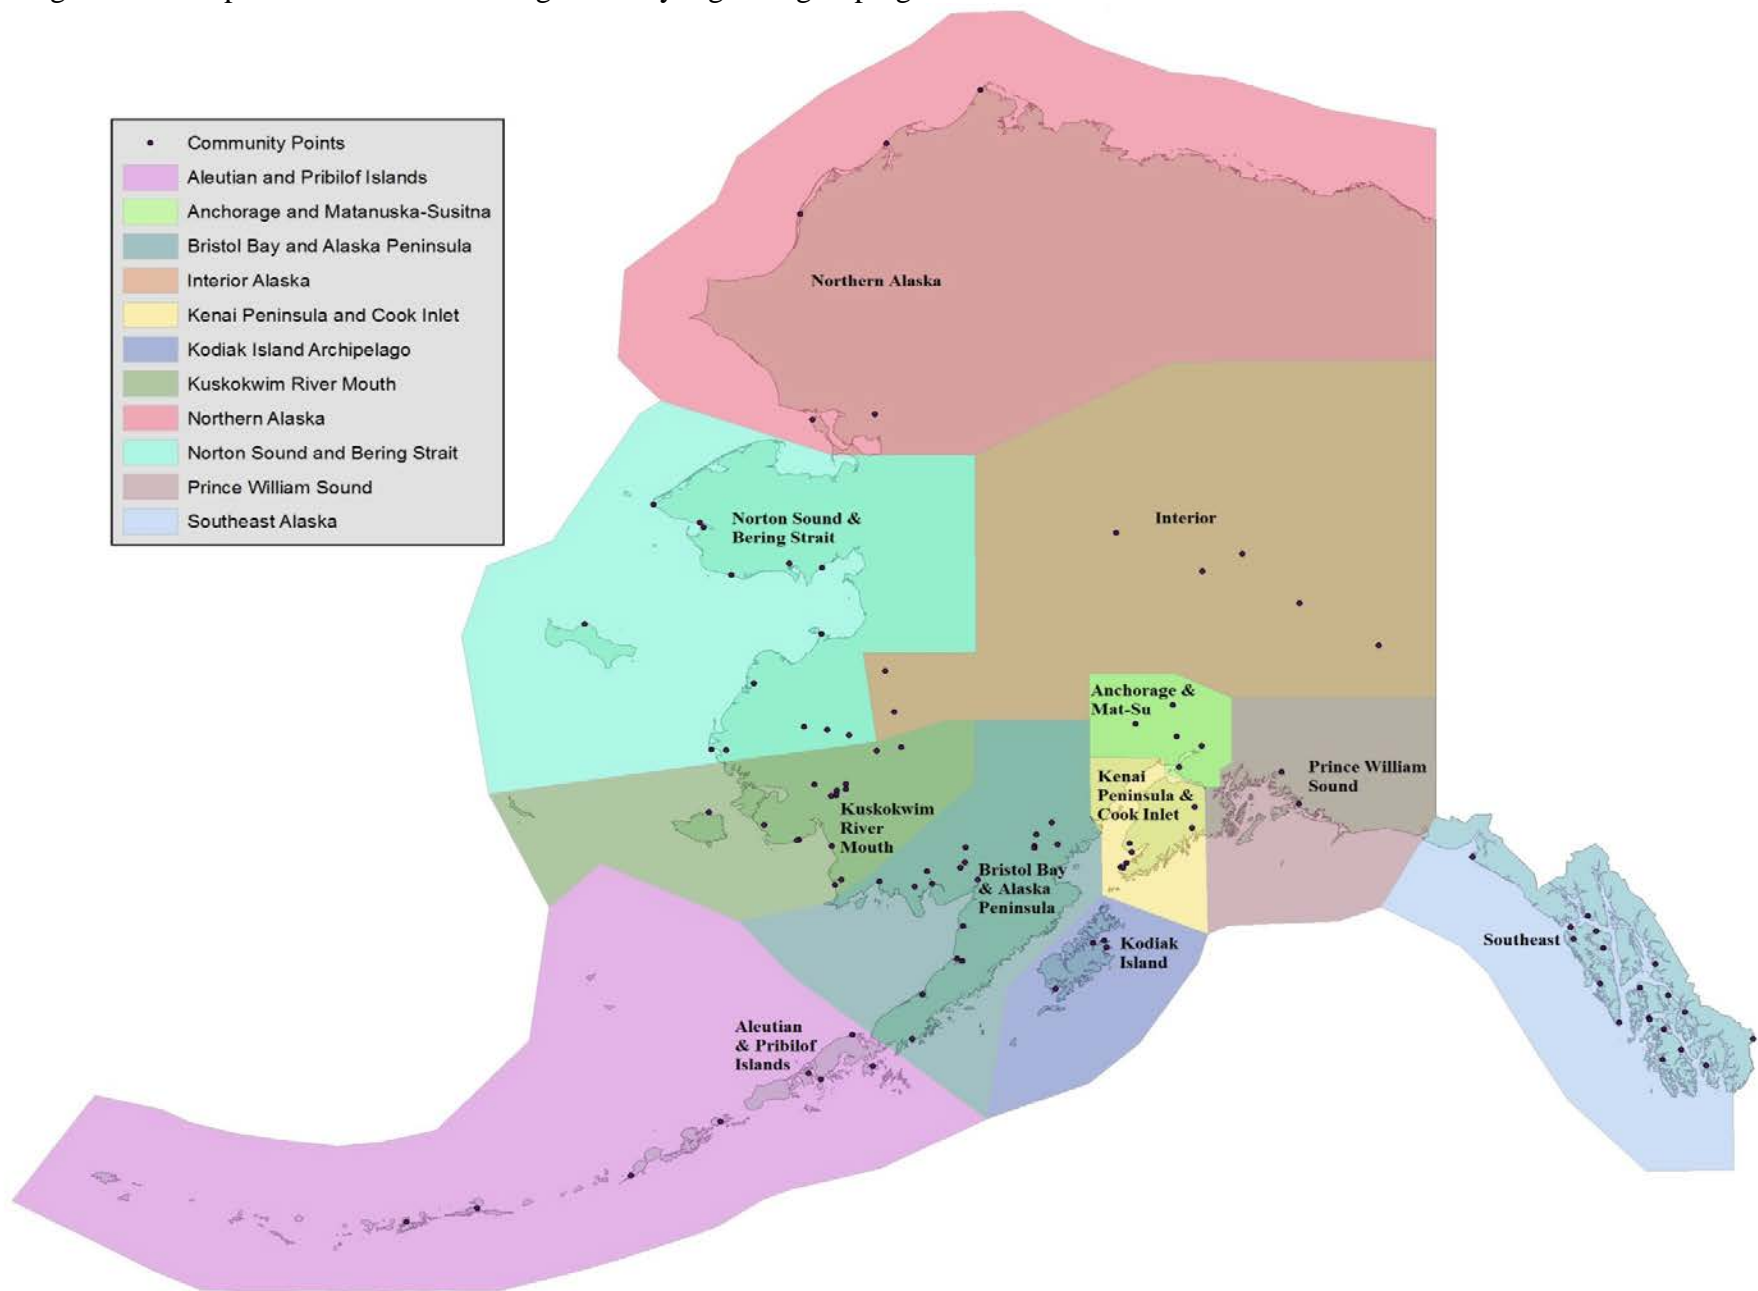 Community Points
Aleutian and Pribilof Islands
Anchorage and Matanuska-Susitna
Bristol Bay and Alaska Peninsula
Interior Alaska
Kenai Peninsula and Cook Inlet
Kodiak Island Archipelago
Kuskokwim River Mouth
Northern Alaska
Norton Sound and Bering Strait
Prince William Sound
Southeast Alaska
Northern Alaska
Norton Sound &
Bering Strait
Interior
Anchorage &
Mat-Su
Kenai
Peninsula &
Cook Inlet
Prince William
Sound
Kuskokwim
River
Mouth
Bristol Bay
& Alaska
Peninsula
Kodiak
Island
Southeast
Aleutian
& Pribilof
Islands